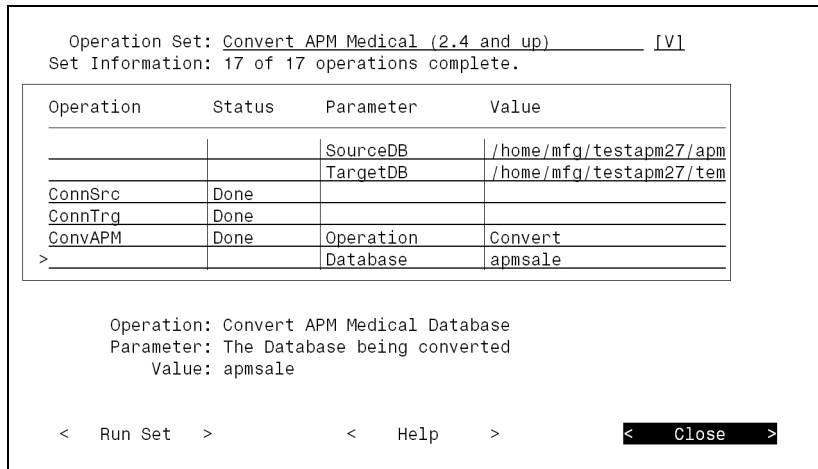 Operation Set: Convert APM Medical (2.4 and up) [V]
Set Information: 17 of 17 operations complete.
Operation Status Parameter Value
SourceDB /home/mfg/testapm27/apm
TargetDB /home/mfg/testapm27/tem
ConnSrc Done
ConnTrg Done
ConvAPM Done Operation Convert
> Database apmsale
Operation: Convert APM Medical Database
Parameter: The Database being converted
Value: apmsale
< Run Set > < Help > < Close >